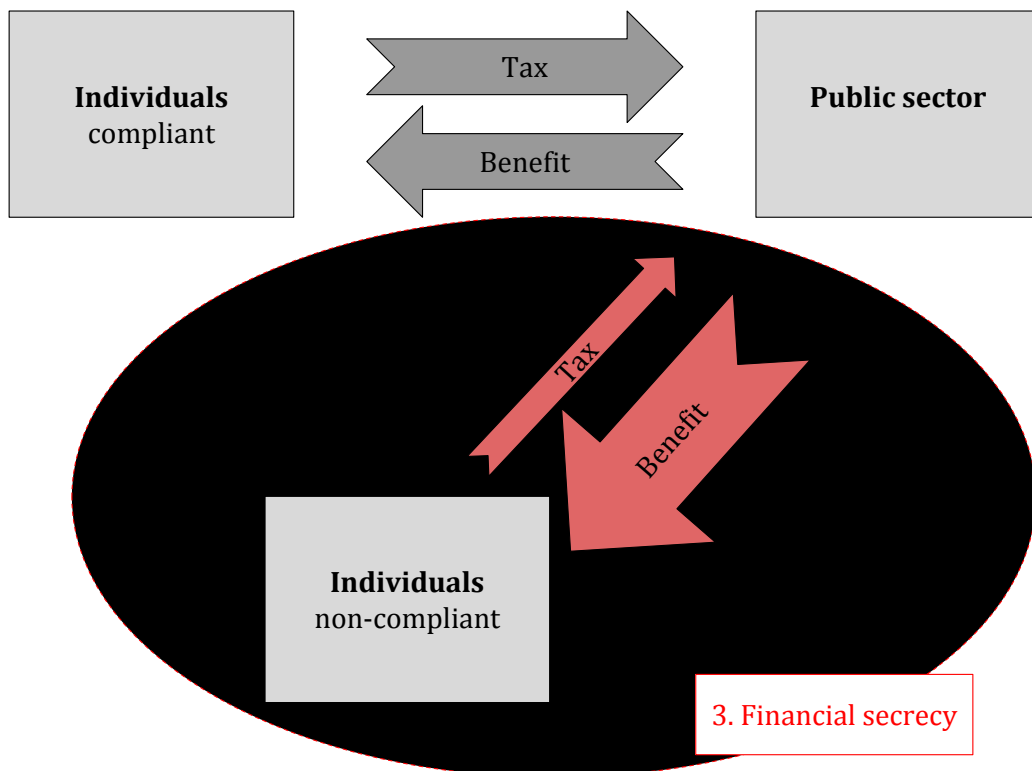 Individuals
compliant
Tax
Benefit
Public sector
Tax
Benefit
Individuals
non-compliant
3. Financial secrecy